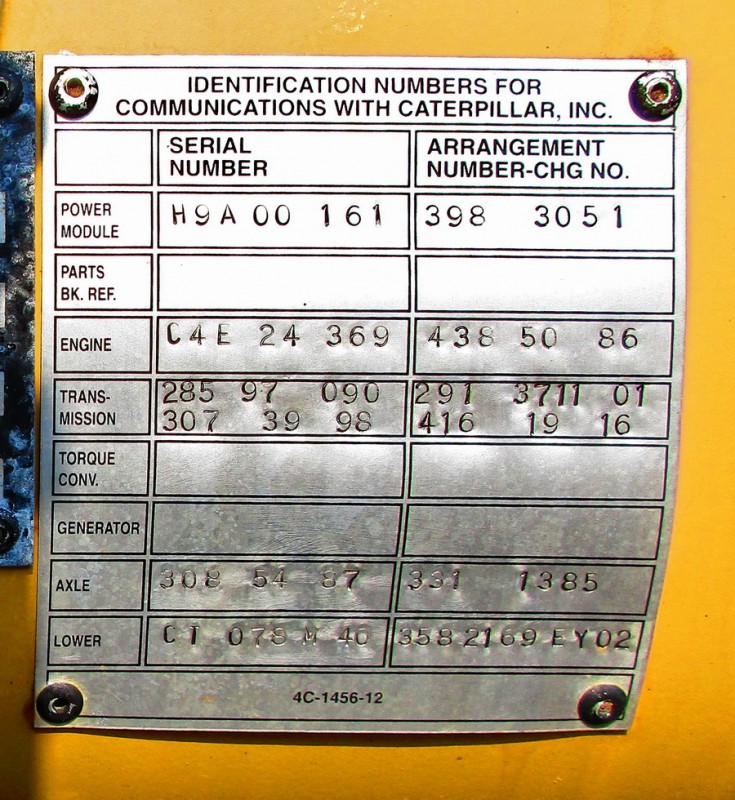 IDENTIFICATION NUMBERS FOR
COMMUNICATIONS WITH CATERPILLAR, INC.
SERIAL NUMBER
ARRANGEMENT NUMBER-CHG NO.
POWER MODULE
H9A00 161
398 3051
PARTS BK. REF.
ENGINE
C4E 24 369
438 50 86
TRANS-MISSION
285 97 090
291 3711 01
307 39 98
416 19 16
TORQUE CONV.
GENERATOR
AXLE
308 54 87
331 1385
LOWER
CT 078 M 46
358 2169 EY02
4C-1456-12